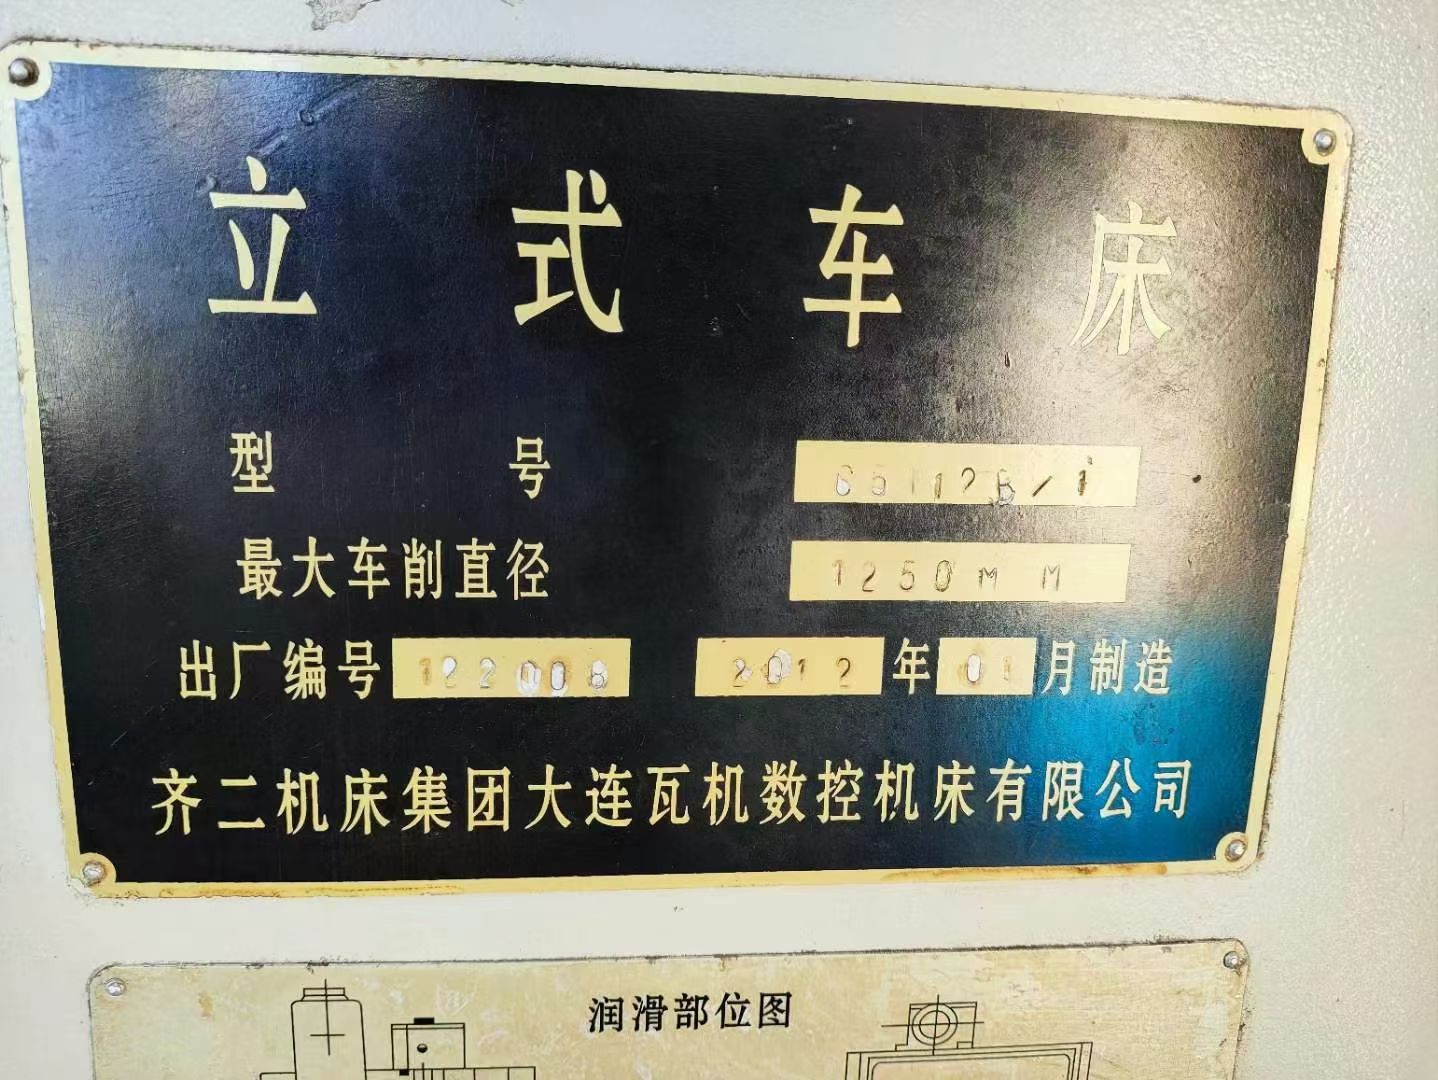 立式车床
型号 C5112B/1
最大车削直径 1250MM
出厂编号 122008 2012年01月制造
齐二机床集团大连瓦机数控机床有限公司
润滑部位图